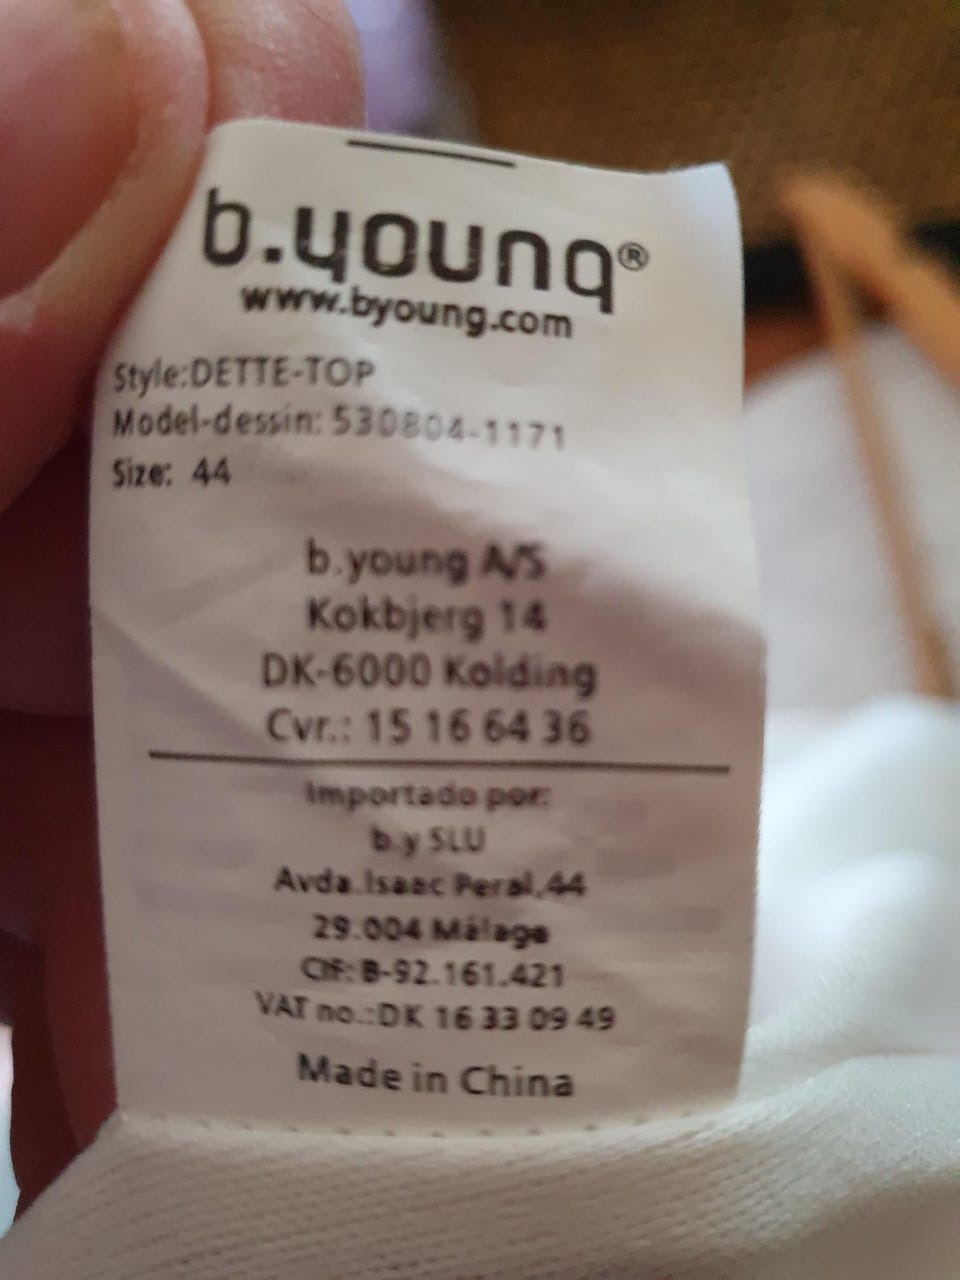 b.young®
www.byoung.com
Style:DETTE-TOP
Model-dessin: 530804-1171
Size: 44
b.young A/S
Kokbjerg 14
DK-6000 Kolding
Cvr.: 15 16 64 36
Importado por:
b.y SLU
Avda.Isaac Peral,44
29.004 Málaga
CIF: B-92.161.421
VAT no.:DK 16 33 09 49
Made in China